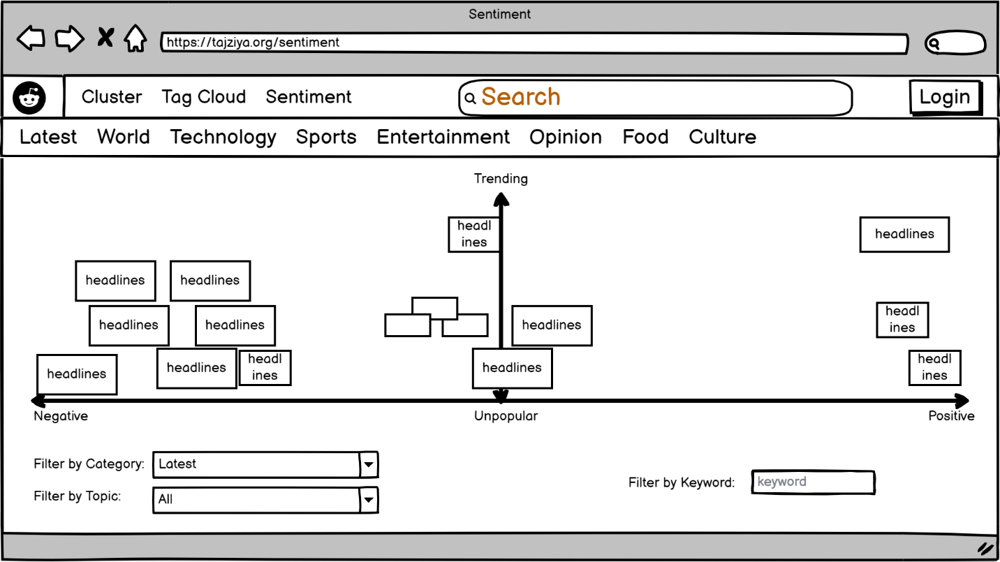 Sentiment
https://tajziya.org/sentiment
Cluster Tag Cloud Sentiment Search Login
Latest World Technology Sports Entertainment Opinion Food Culture
Trending
headl
ines
headlines
headlines headlines
headlines headlines
headlines
headl
ines
headlines
headlines
headl
ines
headlines
headl
ines
Negative Unpopular Positive
Filter by Category: Latest
Filter by Topic: All
Filter by Keyword: keyword